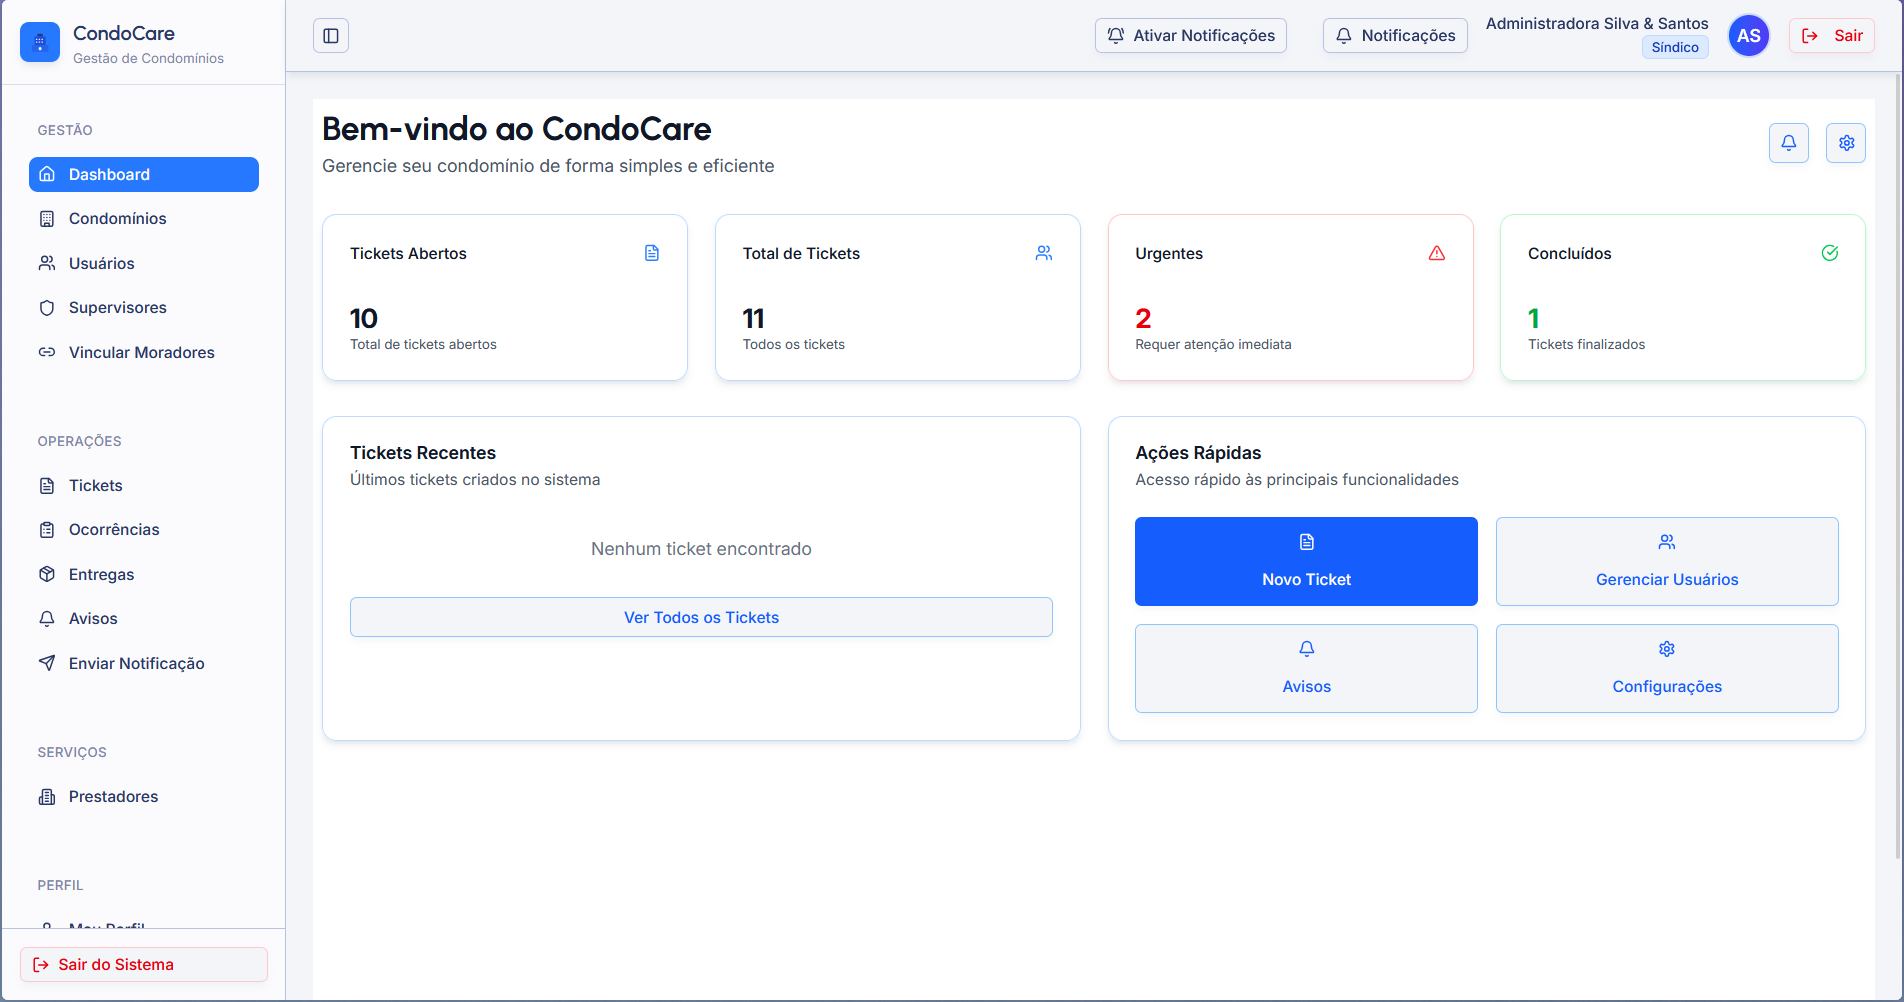 CondoCare
Gestão de Condomínios
GESTÃO
Dashboard
Condomínios
Usuários
Supervisores
Vincular Moradores
OPERAÇÕES
Tickets
Ocorrências
Entregas
Avisos
Enviar Notificação
SERVIÇOS
Prestadores
PERFIL
Meu Perfil
Sair do Sistema
Ativar Notificações
Notificações
Administradora Silva & Santos
Síndico
AS
Sair
Bem-vindo ao CondoCare
Gerencie seu condomínio de forma simples e eficiente
Tickets Abertos
10
Total de tickets abertos
Total de Tickets
11
Todos os tickets
Urgentes
2
Requer atenção imediata
Concluídos
1
Tickets finalizados
Tickets Recentes
Últimos tickets criados no sistema
Nenhum ticket encontrado
Ver Todos os Tickets
Ações Rápidas
Acesso rápido às principais funcionalidades
Novo Ticket
Gerenciar Usuários
Avisos
Configurações